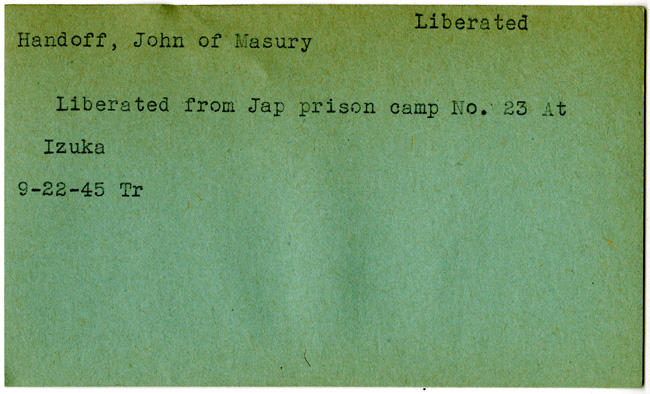 Liberated
Handoff, John of Masury
Liberated from Jap prison camp No. 23 At
Izuka
9-22-45 Tr